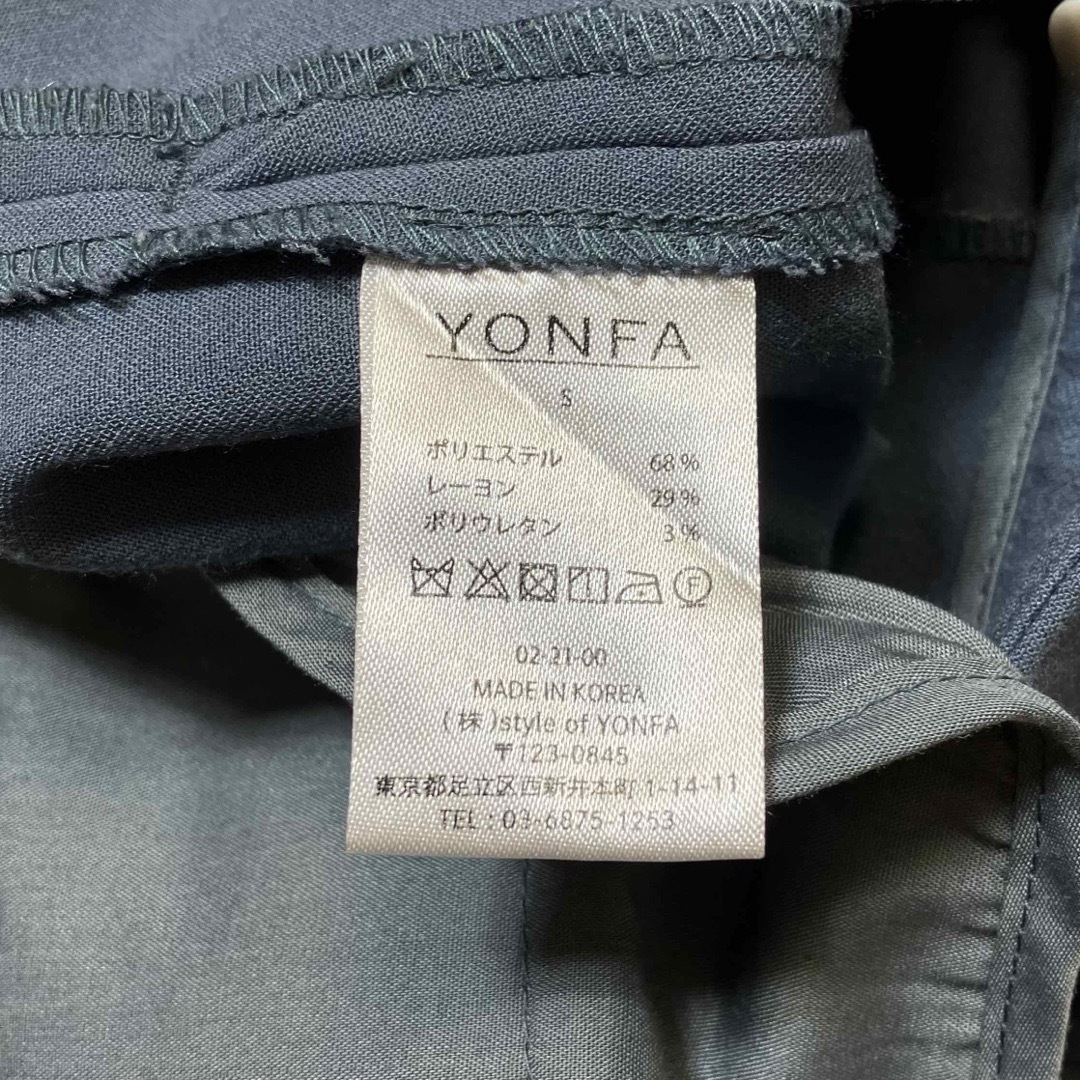 YONFA
S
ポリエステル 68%
レーヨン 29%
ポリウレタン 3%
F
02-21-00
MADE IN KOREA
(株)style of YONFA
〒123-0845
東京都足立区西新井本町 1-14-11
TEL : 03-6875-1253